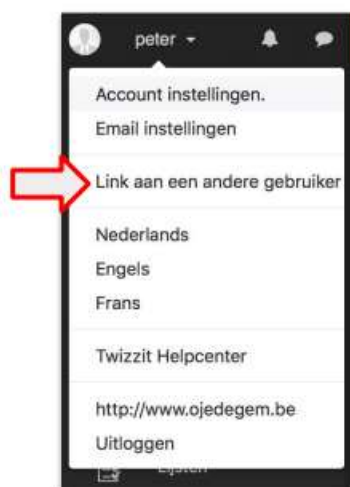 peter
Account instellingen.
Email instellingen
Link aan een andere gebruiker
Nederlands
Engels
Frans
Twizzit Helpcenter
http://www.ojedegem.be
Uitloggen
Lijsten